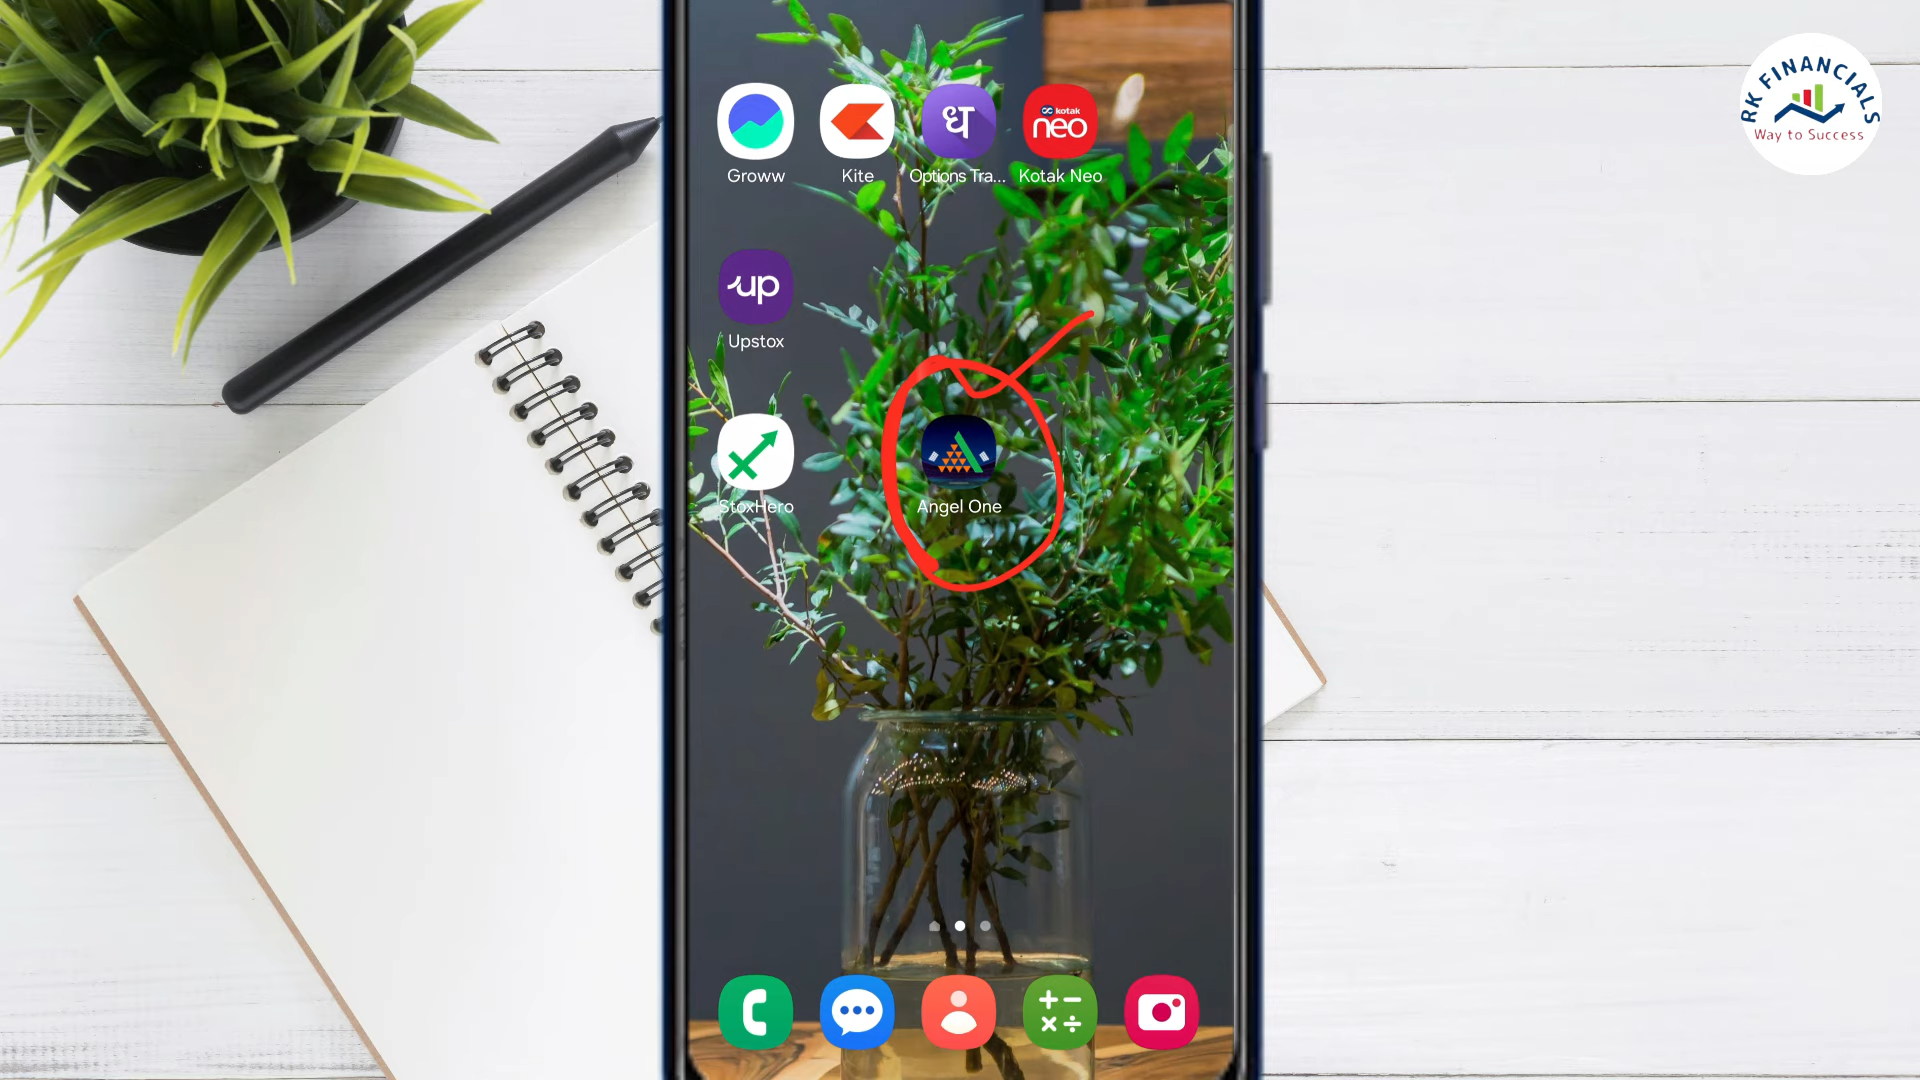 RK FINANCIALS
Way to Success
kotak
neo
ध
Groww
Kite
Options Tra...
Kotak Neo
up
Upstox
StoxHero
Angel One